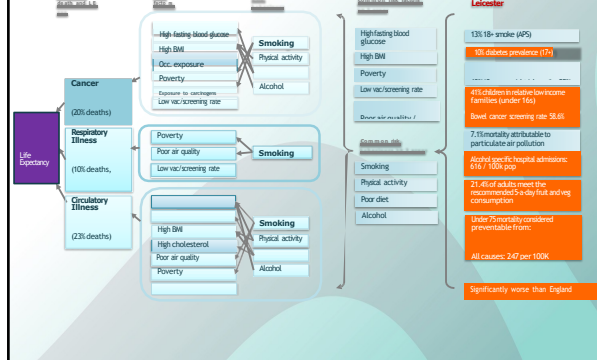 death and LE
Leicester
High fasting blood glucose
High BMI
Occ. exposure
Poverty
Exposure to carcinogens
Low vac/screening rate
Smoking
Physical activity
Alcohol
High fasting blood
glucose
High BMI
Poverty
Low vac/screening rate
Poor air quality /
13% 18+ smoke (APS)
10% diabetes prevalence (17+)
41% children in relative low income
families (under 16s)
Bowel cancer screening rate 58.6%
Cancer
(20% deaths)
Life
Expectancy
Respiratory
Illness
(10% deaths,
Poverty
Poor air quality
Low vac/screening rate
Smoking
Common
Smoking
Physical activity
Poor diet
Alcohol
7.1% mortality attributable to
particulate air pollution
Alcohol specific hospital admissions:
616 / 100k pop
21.4% of adults meet the
recommended 5-a-day fruit and veg
consumption
Circulatory
Illness
(23% deaths)
High BMI
High cholesterol
Poor air quality
Poverty
Smoking
Physical activity
Alcohol
Under 75 mortality considered
preventable from:
All causes: 247 per 100K
Significantly worse than England